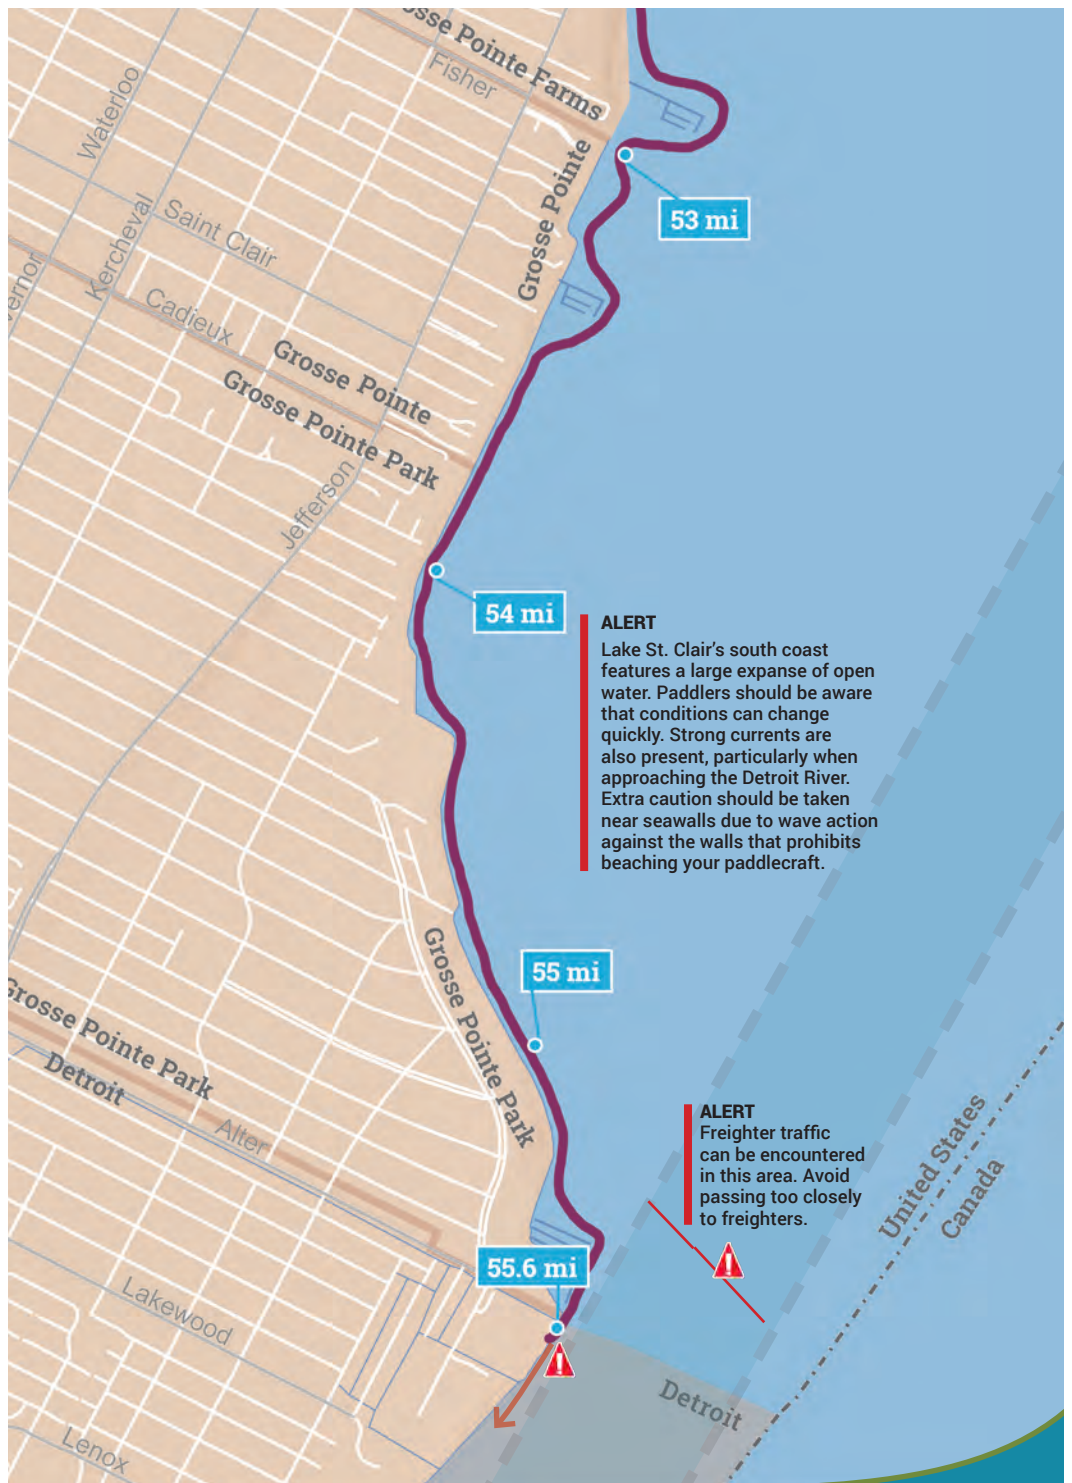 osse Pointe Farms
Fisher
Waterloo
Grosse Pointe
53 mi
Saint Clair
Kercheval
ernor
Cadieux
Grosse Pointe
Grosse Pointe Park
Jefferson
54 mi
ALERT
Lake St. Clair's south coast
features a large expanse of open
water. Paddlers should be aware
that conditions can change
quickly. Strong currents are
also present, particularly when
approaching the Detroit River.
Extra caution should be taken
near seawalls due to wave action
against the walls that prohibits
beaching your paddlecraft.
Grosse Pointe Park
55 mi
Grosse Pointe Park
Detroit
Alter
ALERT
Freighter traffic
can be encountered
in this area. Avoid
passing too closely
to freighters.
United States
Canada
55.6 mi
Lakewood
Detroit
Lenox